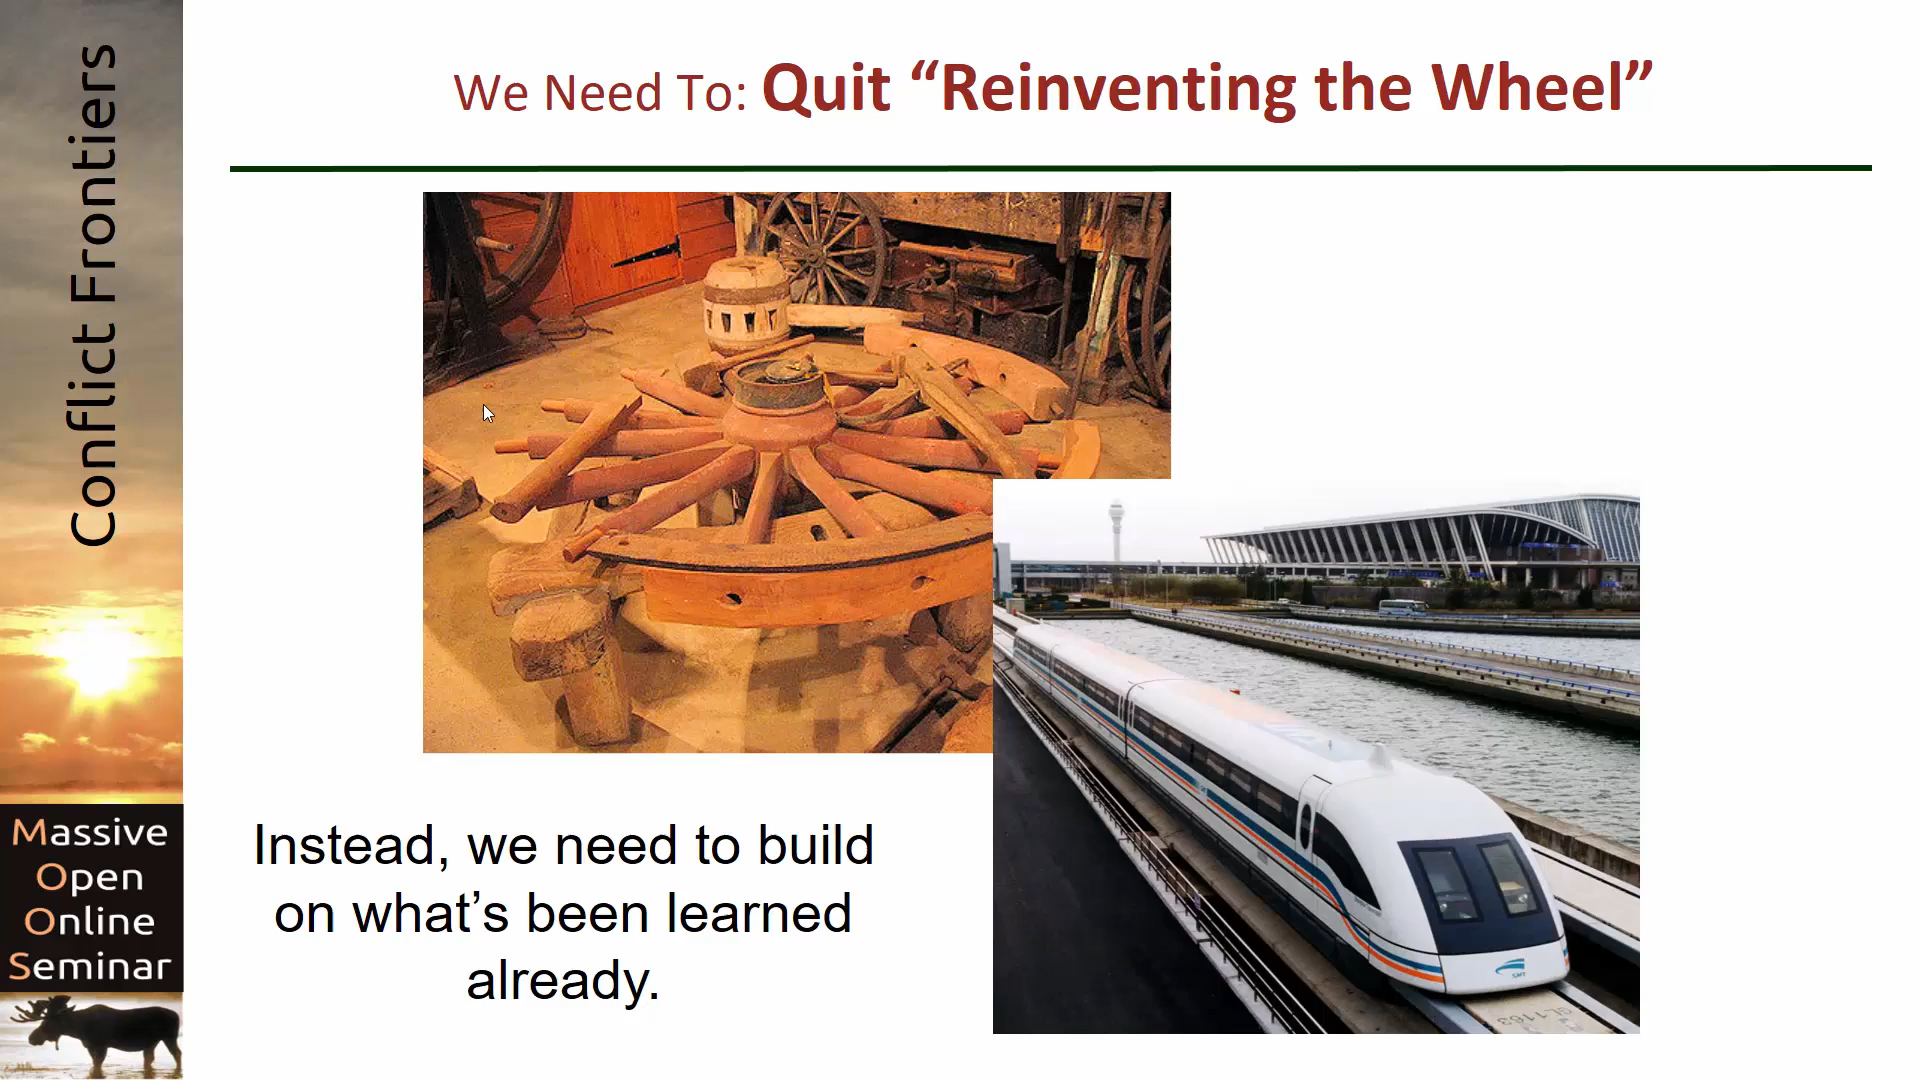 Conflict Frontiers
Massive
Open
Online
Seminar
We Need To: Quit “Reinventing the Wheel”
Instead, we need to build
on what’s been learned
already.
SMT